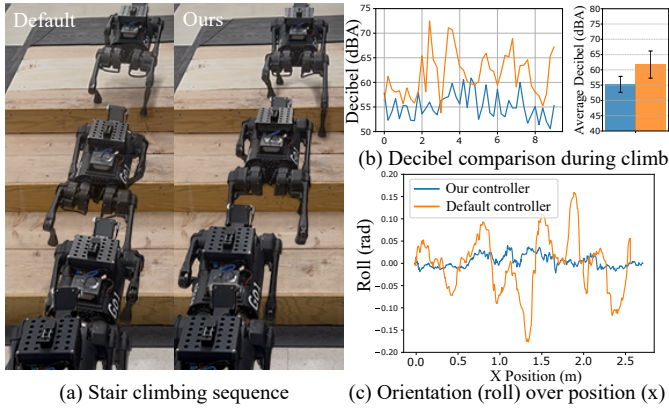 Default
Ours
Go1
Go1
(a) Stair climbing sequence
Decibel (dBA)
75
70
65
60
55
50
0
2
4
6
8
Average Decibel (dBA)
80
75
70
65
60
55
50
45
40
(b) Decibel comparison during climb
Our controller
Default controller
Roll (rad)
0.20
0.15
0.10
0.05
0.00
−0.05
−0.10
−0.15
−0.20
0.0
0.5
1.0
1.5
2.0
2.5
X Position (m)
(c) Orientation (roll) over position (x)